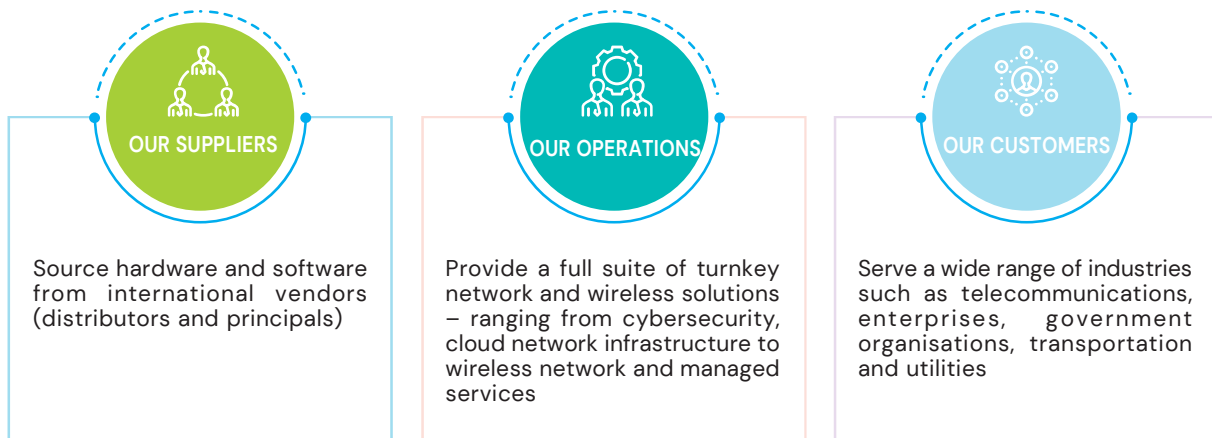 OUR SUPPLIERS
Source hardware and software
from international vendors
(distributors and principals)
OUR OPERATIONS
Provide a full suite of turnkey
network and wireless solutions
– ranging from cybersecurity,
cloud network infrastructure to
wireless network and managed
services
OUR CUSTOMERS
Serve a wide range of industries
such as telecommunications,
enterprises, government
organisations, transportation
and utilities